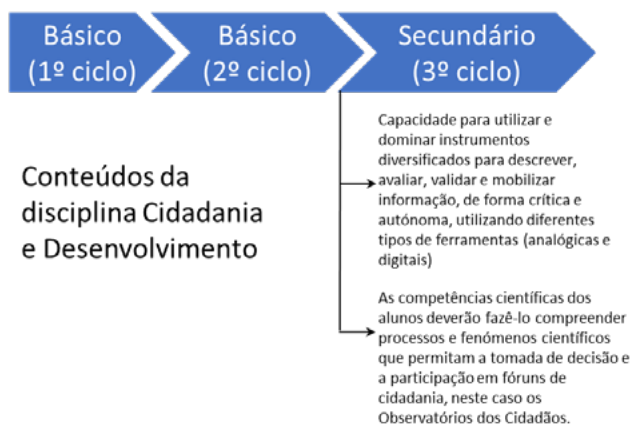 Básico
(1º ciclo)
Básico
(2º ciclo)
Secundário
(3º ciclo)
Conteúdos da
disciplina Cidadania
e Desenvolvimento
Capacidade para utilizar e
dominar instrumentos
diversificados para descrever,
avaliar, validar e mobilizar
informação, de forma crítica e
autónoma, utilizando diferentes
tipos de ferramentas (analógicas e
digitais)
As competências científicas dos
alunos deverão fazê-lo compreender
processos e fenómenos científicos
que permitam a tomada de decisão e
a participação em fóruns de
cidadania, neste caso os
Observatórios dos Cidadãos.